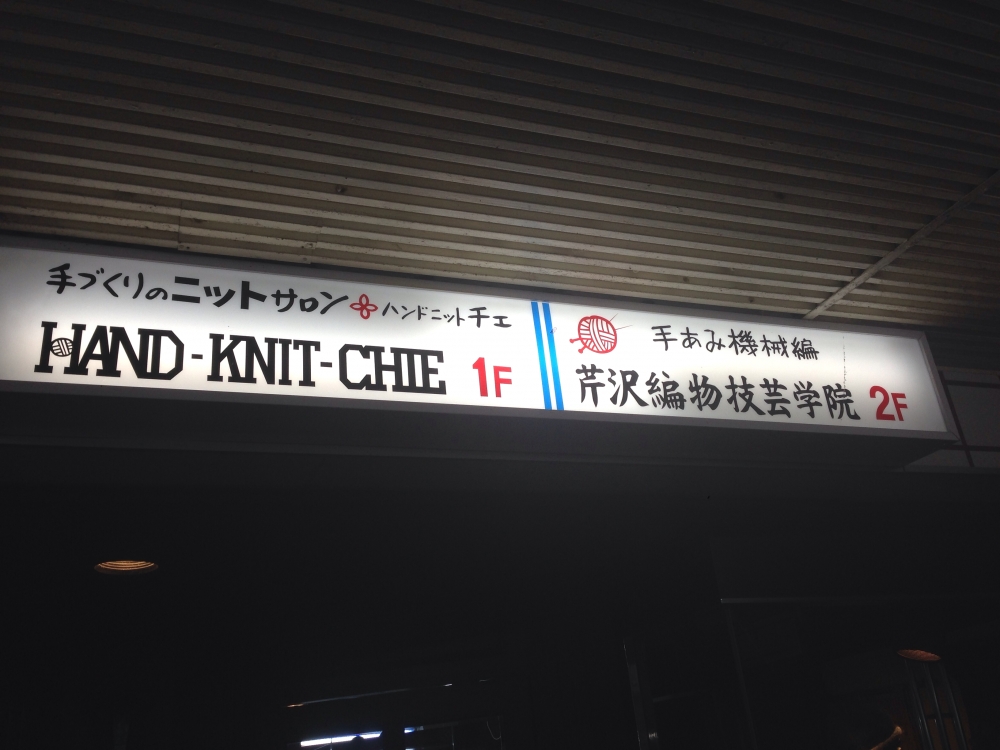 手づくりのニットサロン ハンドニットチェ
HAND-KNIT-CHIE 1F
手あみ機械編
芹沢編物技芸学院 2F